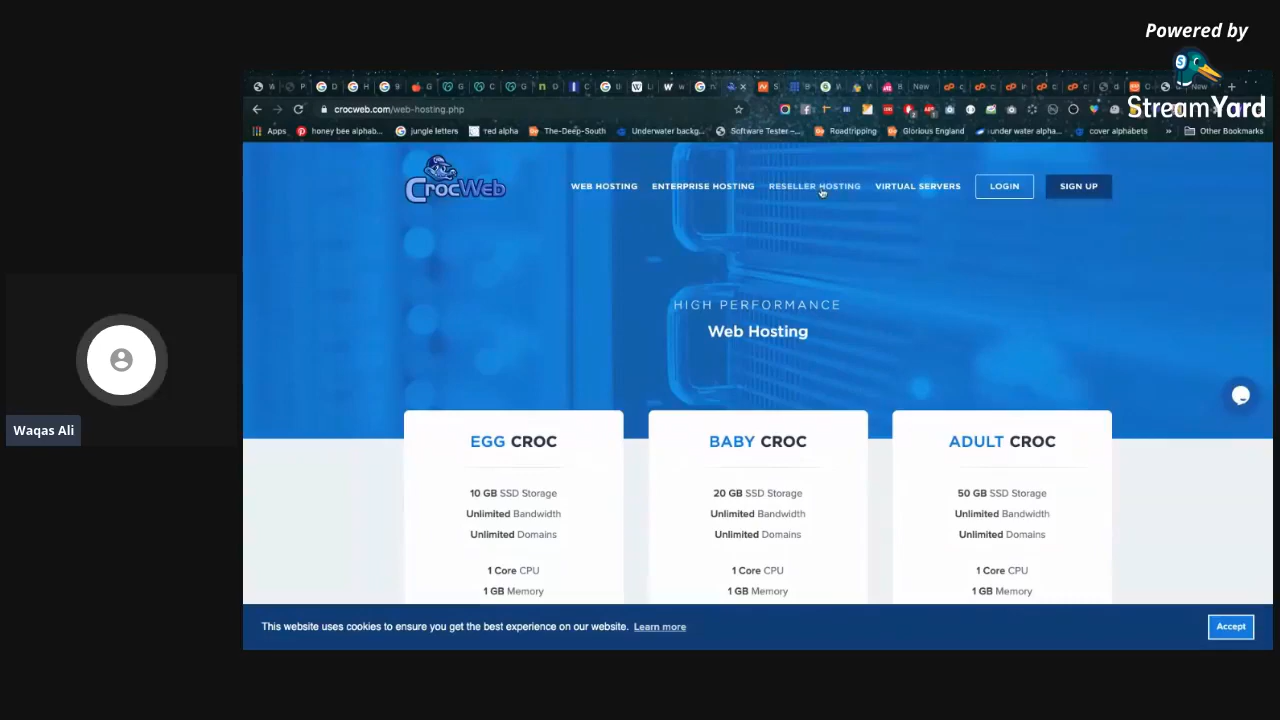 Powered by
StreamYard
New
crocweb.com/web-hosting.php
Apps honey bee alphab... jungle letters red alpha The-Deep-South Underwater backg... Software Tester –... Roadtripping Glorious England under water alpha... cover alphabets » Other Bookmarks
CrocWeb
WEB HOSTING ENTERPRISE HOSTING RESELLER HOSTING VIRTUAL SERVERS LOGIN SIGN UP
HIGH PERFORMANCE
Web Hosting
Waqas Ali
EGG CROC
10 GB SSD Storage
Unlimited Bandwidth
Unlimited Domains
1 Core CPU
1 GB Memory
BABY CROC
20 GB SSD Storage
Unlimited Bandwidth
Unlimited Domains
1 Core CPU
1 GB Memory
ADULT CROC
50 GB SSD Storage
Unlimited Bandwidth
Unlimited Domains
1 Core CPU
1 GB Memory
This website uses cookies to ensure you get the best experience on our website. Learn more
Accept